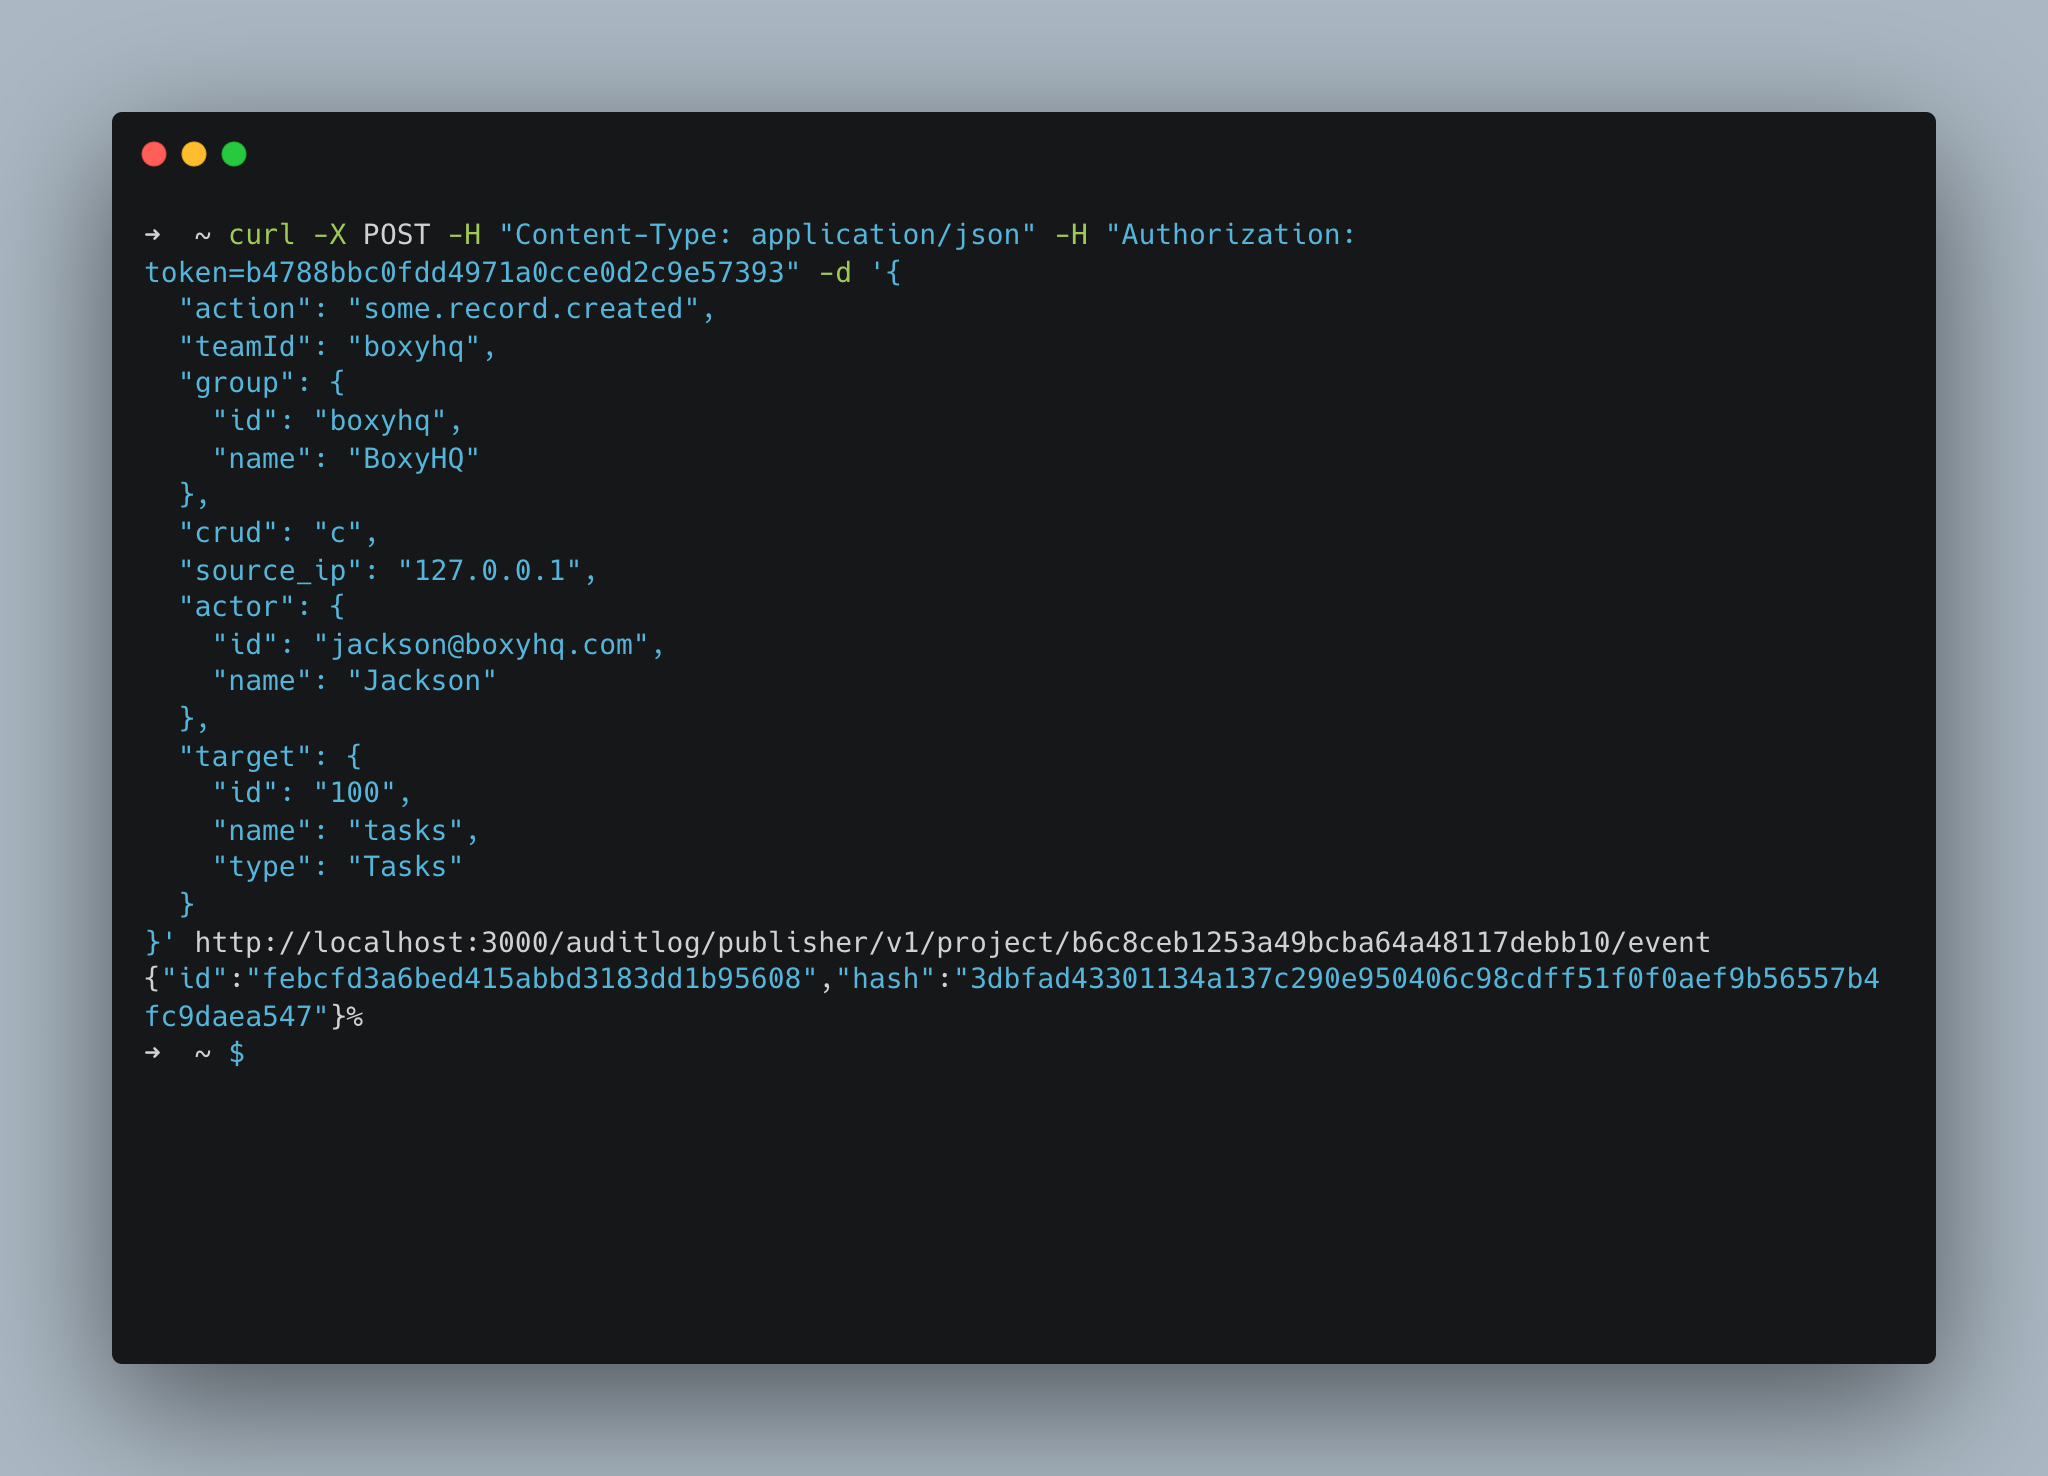 ➜  ~ curl -X POST -H "Content-Type: application/json" -H "Authorization:
token=b4788bbc0fdd4971a0cce0d2c9e57393" -d '{
  "action": "some.record.created",
  "teamId": "boxyhq",
  "group": {
    "id": "boxyhq",
    "name": "BoxyHQ"
  },
  "crud": "c",
  "source_ip": "127.0.0.1",
  "actor": {
    "id": "jackson@boxyhq.com",
    "name": "Jackson"
  },
  "target": {
    "id": "100",
    "name": "tasks",
    "type": "Tasks"
  }
}' http://localhost:3000/auditlog/publisher/v1/project/b6c8ceb1253a49bcba64a48117debb10/event
{"id":"febcfd3a6bed415abbd3183dd1b95608","hash":"3dbfad43301134a137c290e950406c98cdff51f0f0aef9b56557b4
fc9daea547"}%
➜  ~ $